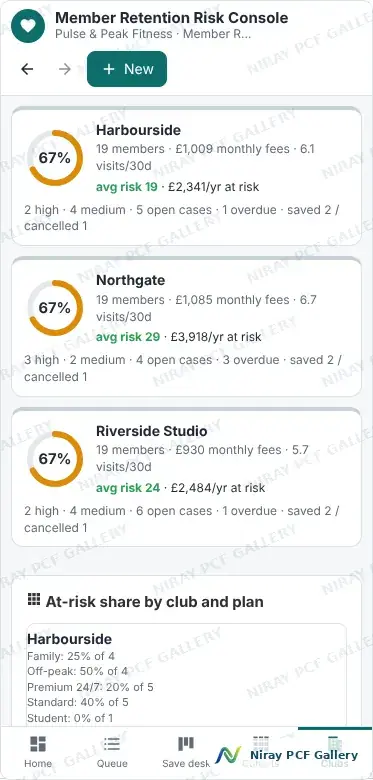 Member Retention Risk Console
Pulse & Peak Fitness · Member R...
New
Harbourside
67%
19 members · £1,009 monthly fees · 6.1
visits/30d
avg risk 19 · £2,341/yr at risk
2 high · 4 medium · 5 open cases · 1 overdue · saved 2 /
cancelled 1
Northgate
67%
19 members · £1,085 monthly fees · 6.7
visits/30d
avg risk 29 · £3,918/yr at risk
3 high · 2 medium · 4 open cases · 3 overdue · saved 2 /
cancelled 1
Riverside Studio
67%
19 members · £930 monthly fees · 5.7
visits/30d
avg risk 24 · £2,484/yr at risk
2 high · 4 medium · 6 open cases · 1 overdue · saved 2 /
cancelled 1
At-risk share by club and plan
Harbourside
Family: 25% of 4
Off-peak: 50% of 4
Premium 24/7: 20% of 5
Standard: 40% of 5
Student: 0% of 1
Home
Queue
Save desk
Clubs
Niray PCF Gallery
NIRAY PCF GALLERY